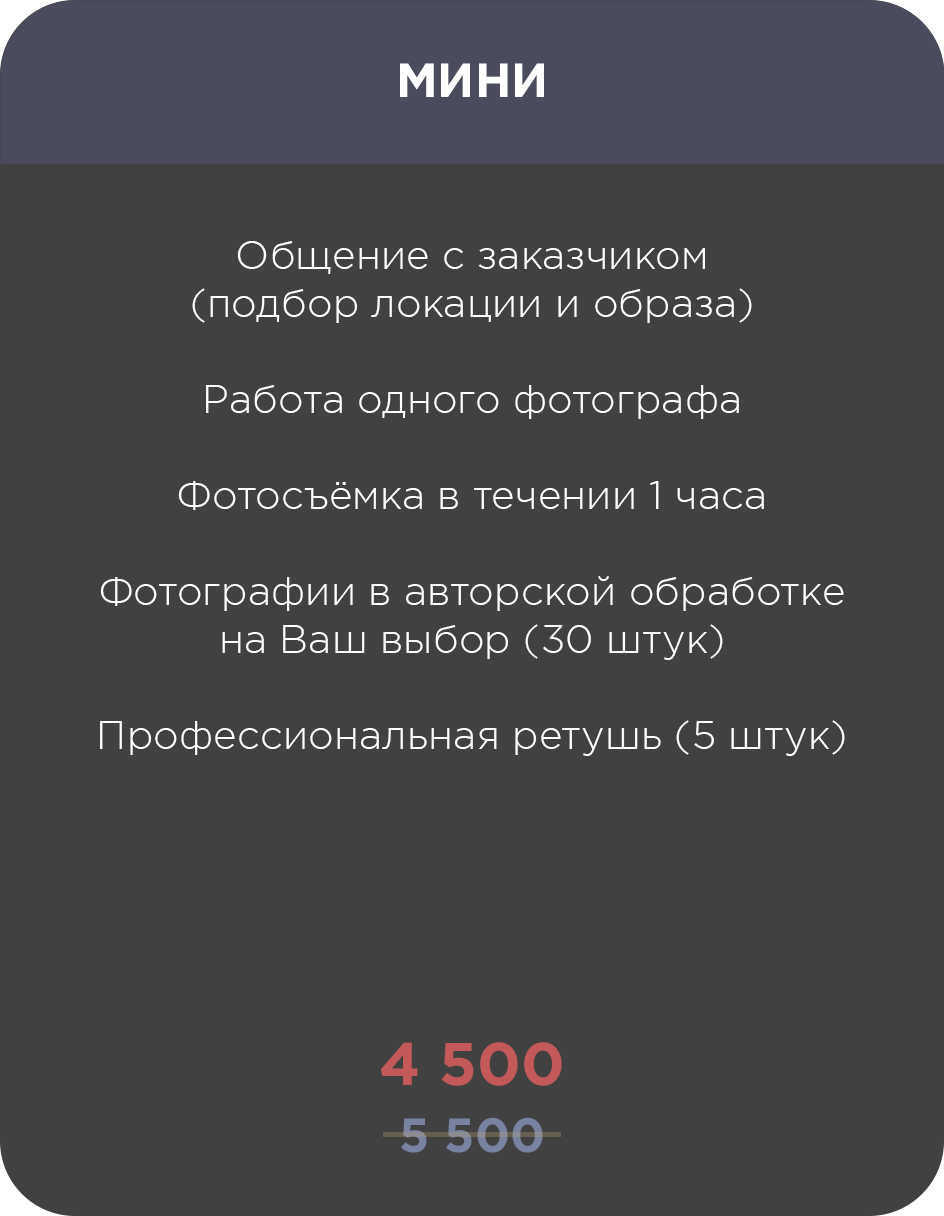 МИНИ
Общение с заказчиком
(подбор локации и образа)
Работа одного фотографа
Фотосъёмка в течении 1 часа
Фотографии в авторской обработке
на Ваш выбор (30 штук)
Профессиональная ретушь (5 штук)
4 500
5 500